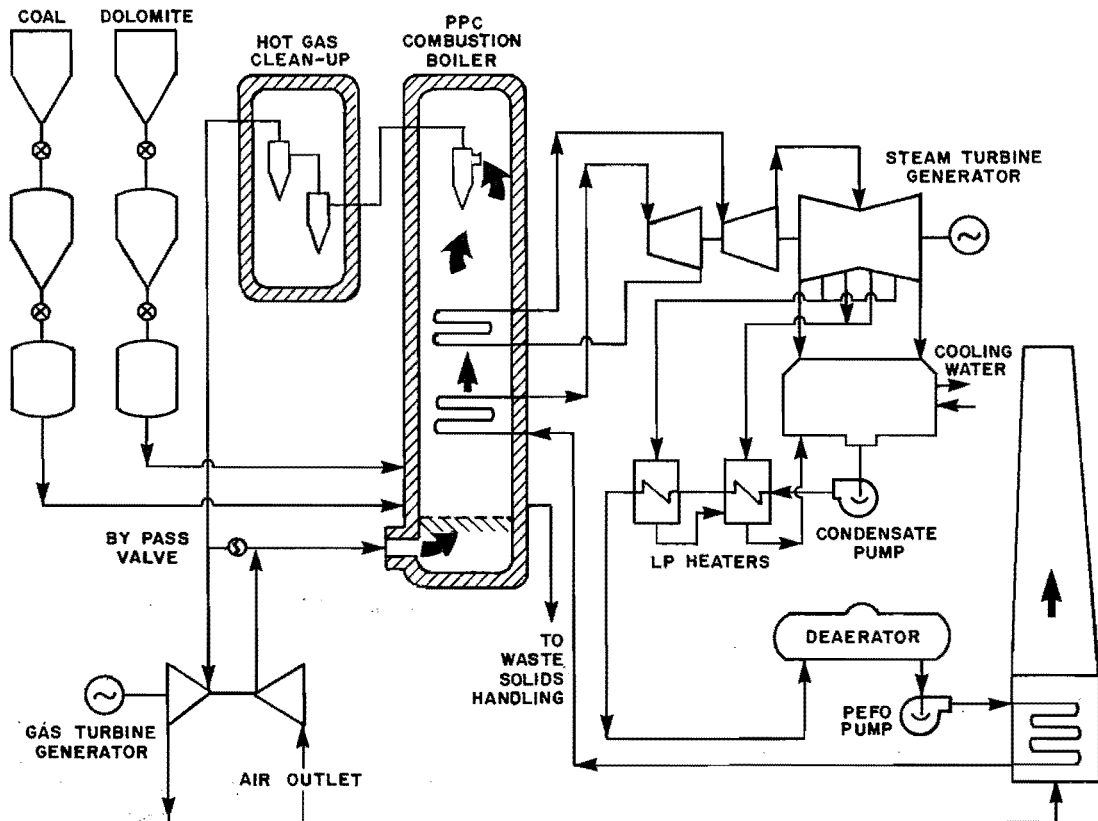 COAL
DOLOMITE
HOT GAS
CLEAN-UP
PPC
COMBUSTION
BOILER
STEAM TURBINE
GENERATOR
COOLING
WATER
CONDENSATE
PUMP
LP HEATERS
BY PASS
VALVE
TO
WASTE
SOLIDS
HANDLING
DEAERATOR
PEFO
PUMP
GÁS TURBINE
GENERATOR
AIR OUTLET